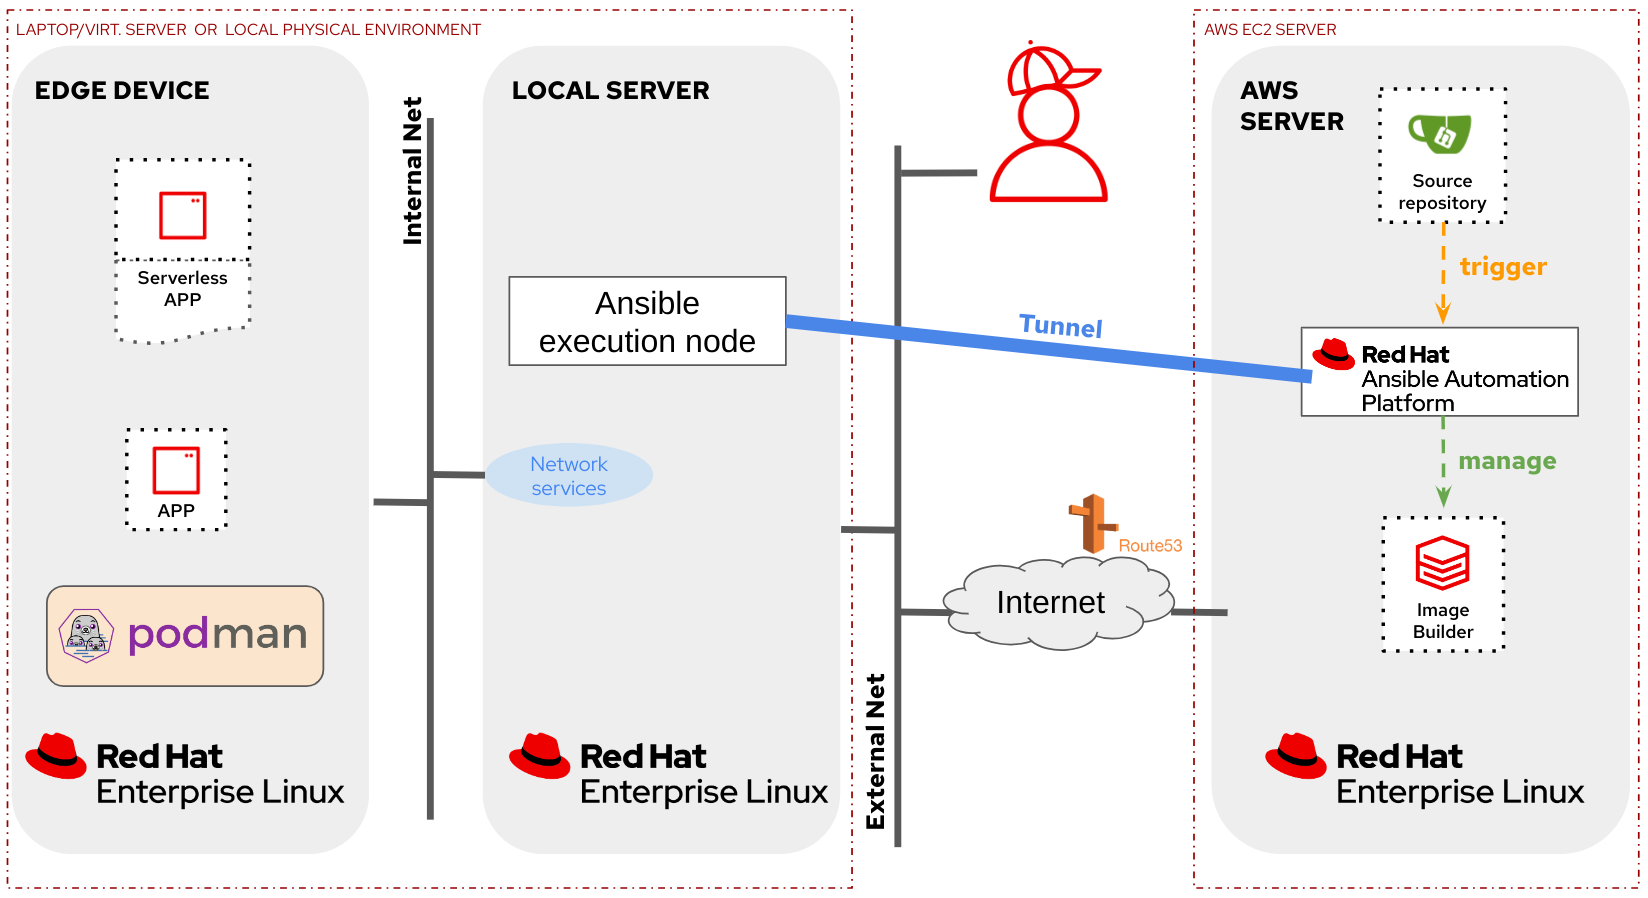 LAPTOP/VIRT. SERVER OR LOCAL PHYSICAL ENVIRONMENT
EDGE DEVICE
Serverless
APP
APP
podman
Red Hat
Enterprise Linux
Internal Net
LOCAL SERVER
Ansible
execution node
Network
services
Red Hat
Enterprise Linux
External Net
Tunnel
Route53
Internet
AWS EC2 SERVER
AWS
SERVER
Source
repository
trigger
Red Hat
Ansible Automation
Platform
manage
Image
Builder
Red Hat
Enterprise Linux